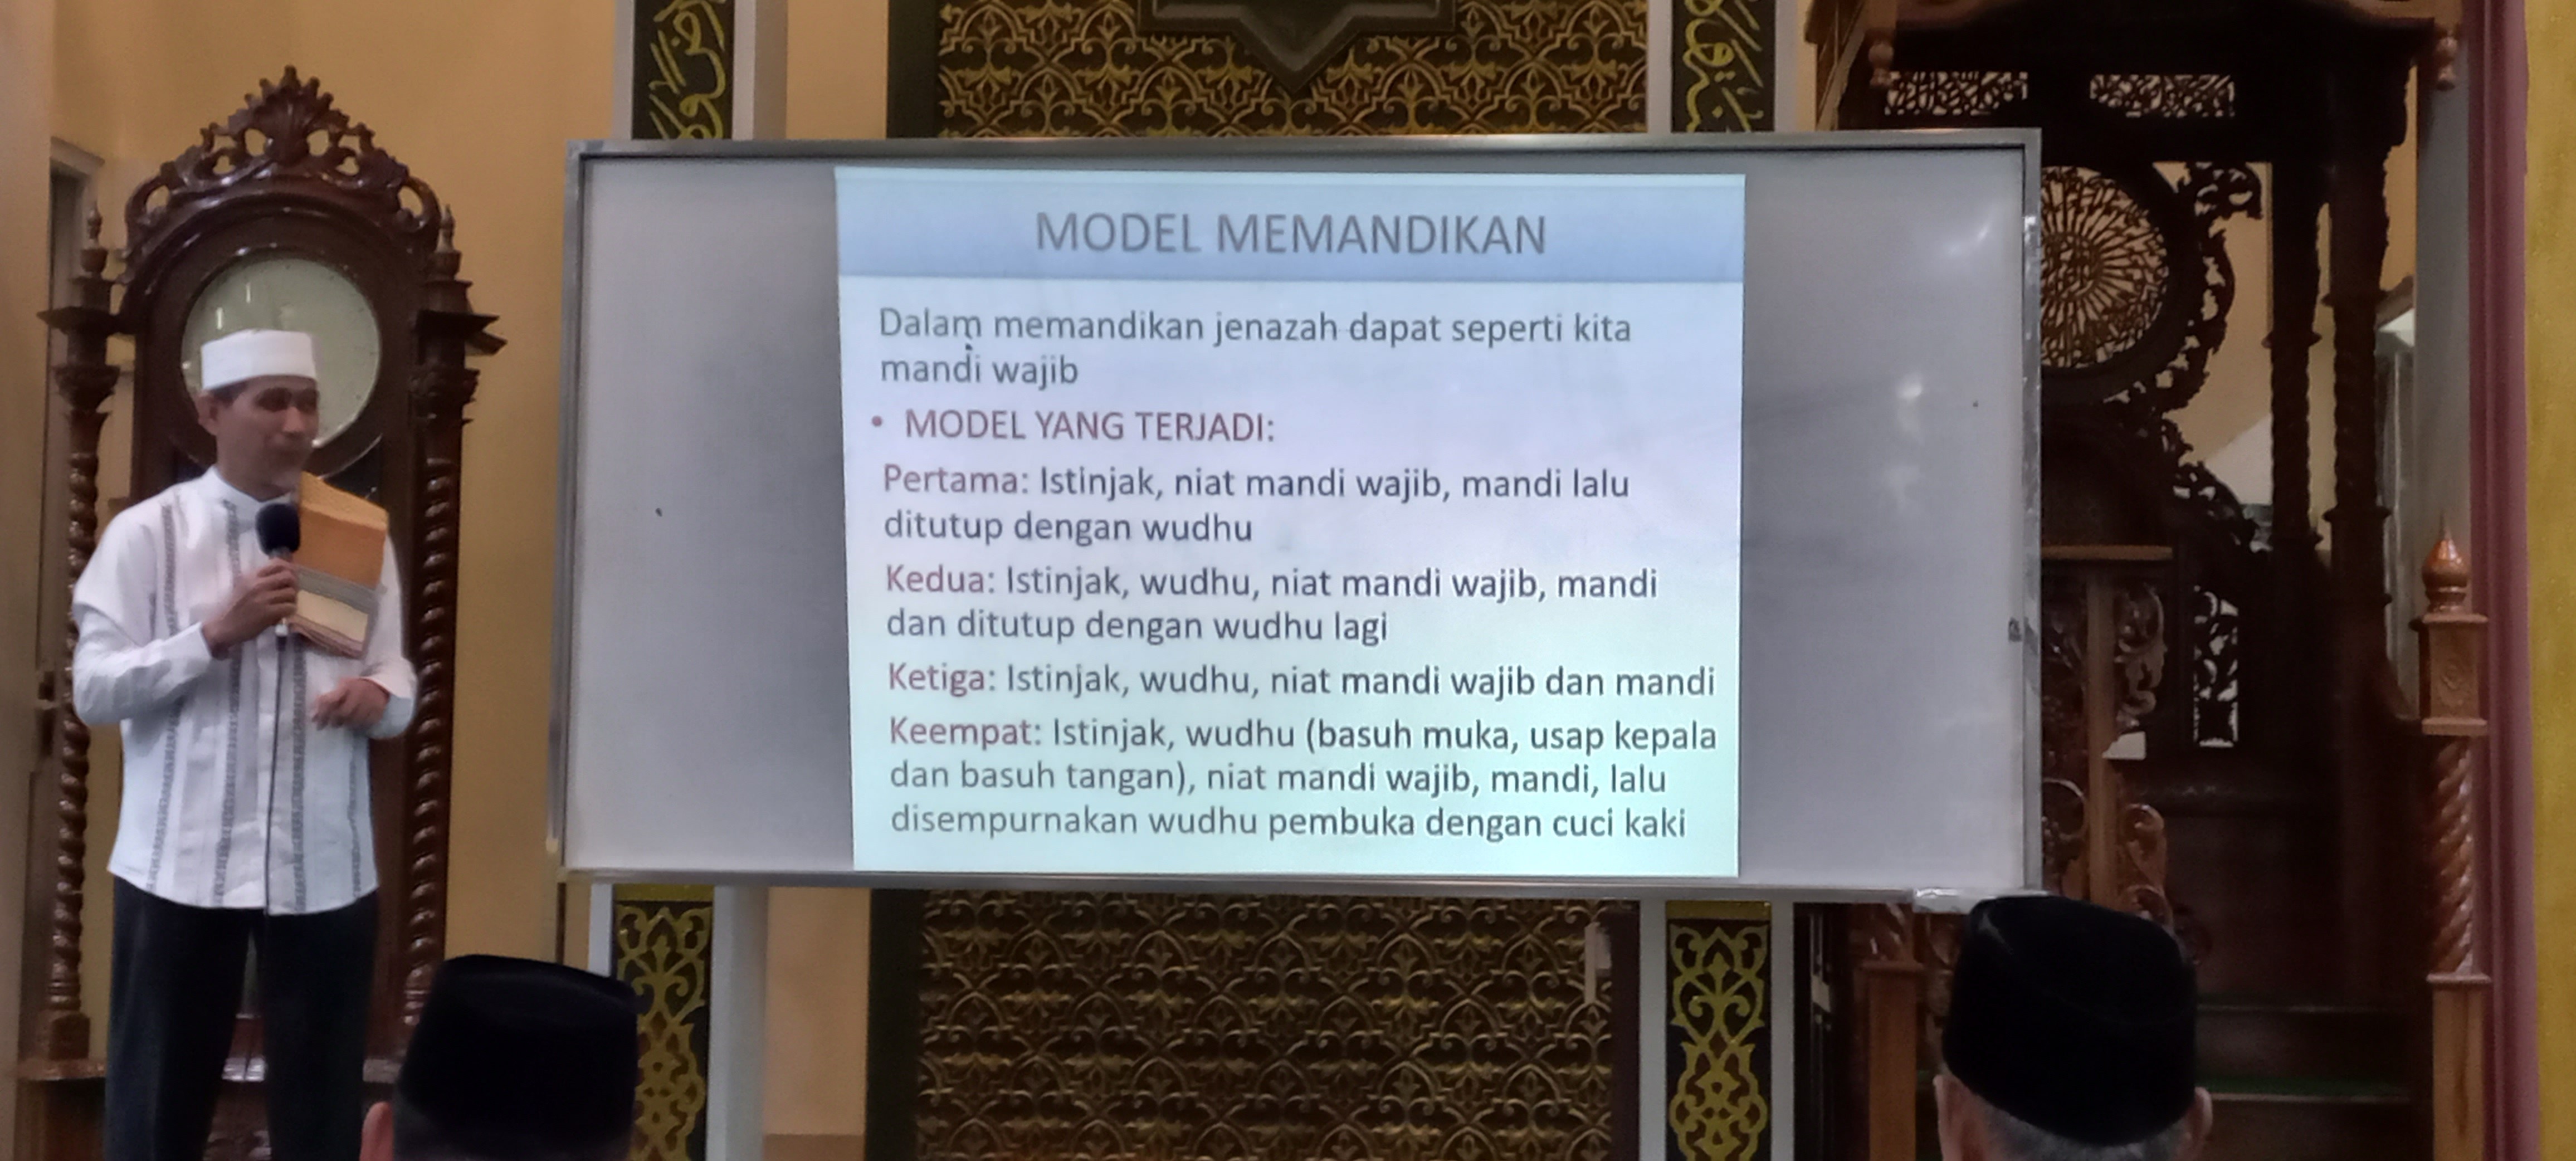 MODEL MEMANDIKAN
Dalam memandikan jenazah dapat seperti kita
mandi wajib
• MODEL YANG TERJADI:
Pertama: Istinjak, niat mandi wajib, mandi lalu
ditutup dengan wudhu
Kedua: Istinjak, wudhu, niat mandi wajib, mandi
dan ditutup dengan wudhu lagi
Ketiga: Istinjak, wudhu, niat mandi wajib dan mandi
Keempat: Istinjak, wudhu (basuh muka, usap kepala
dan basuh tangan), niat mandi wajib, mandi, lalu
disempurnakan wudhu pembuka dengan cuci kaki